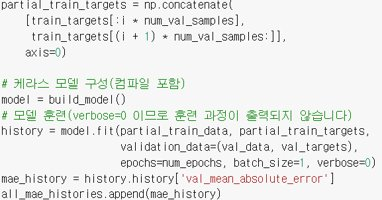 partial_train_targets = np.concatenate(
[train_targets[:i * num_val_samples],
train_targets[(i + 1) * num_val_samples:]],
axis=0)
# 케라스 모델 구성(컴파일 포함)
model = build_model()
# 모델 훈련(verbose=0 이므로 훈련 과정이 출력되지 않습니다)
history = model.fit(partial_train_data, partial_train_targets,
validation_data=(val_data, val_targets),
epochs=num_epochs, batch_size=1, verbose=0)
mae_history = history.history['val_mean_absolute_error']
all_mae_histories.append(mae_history)